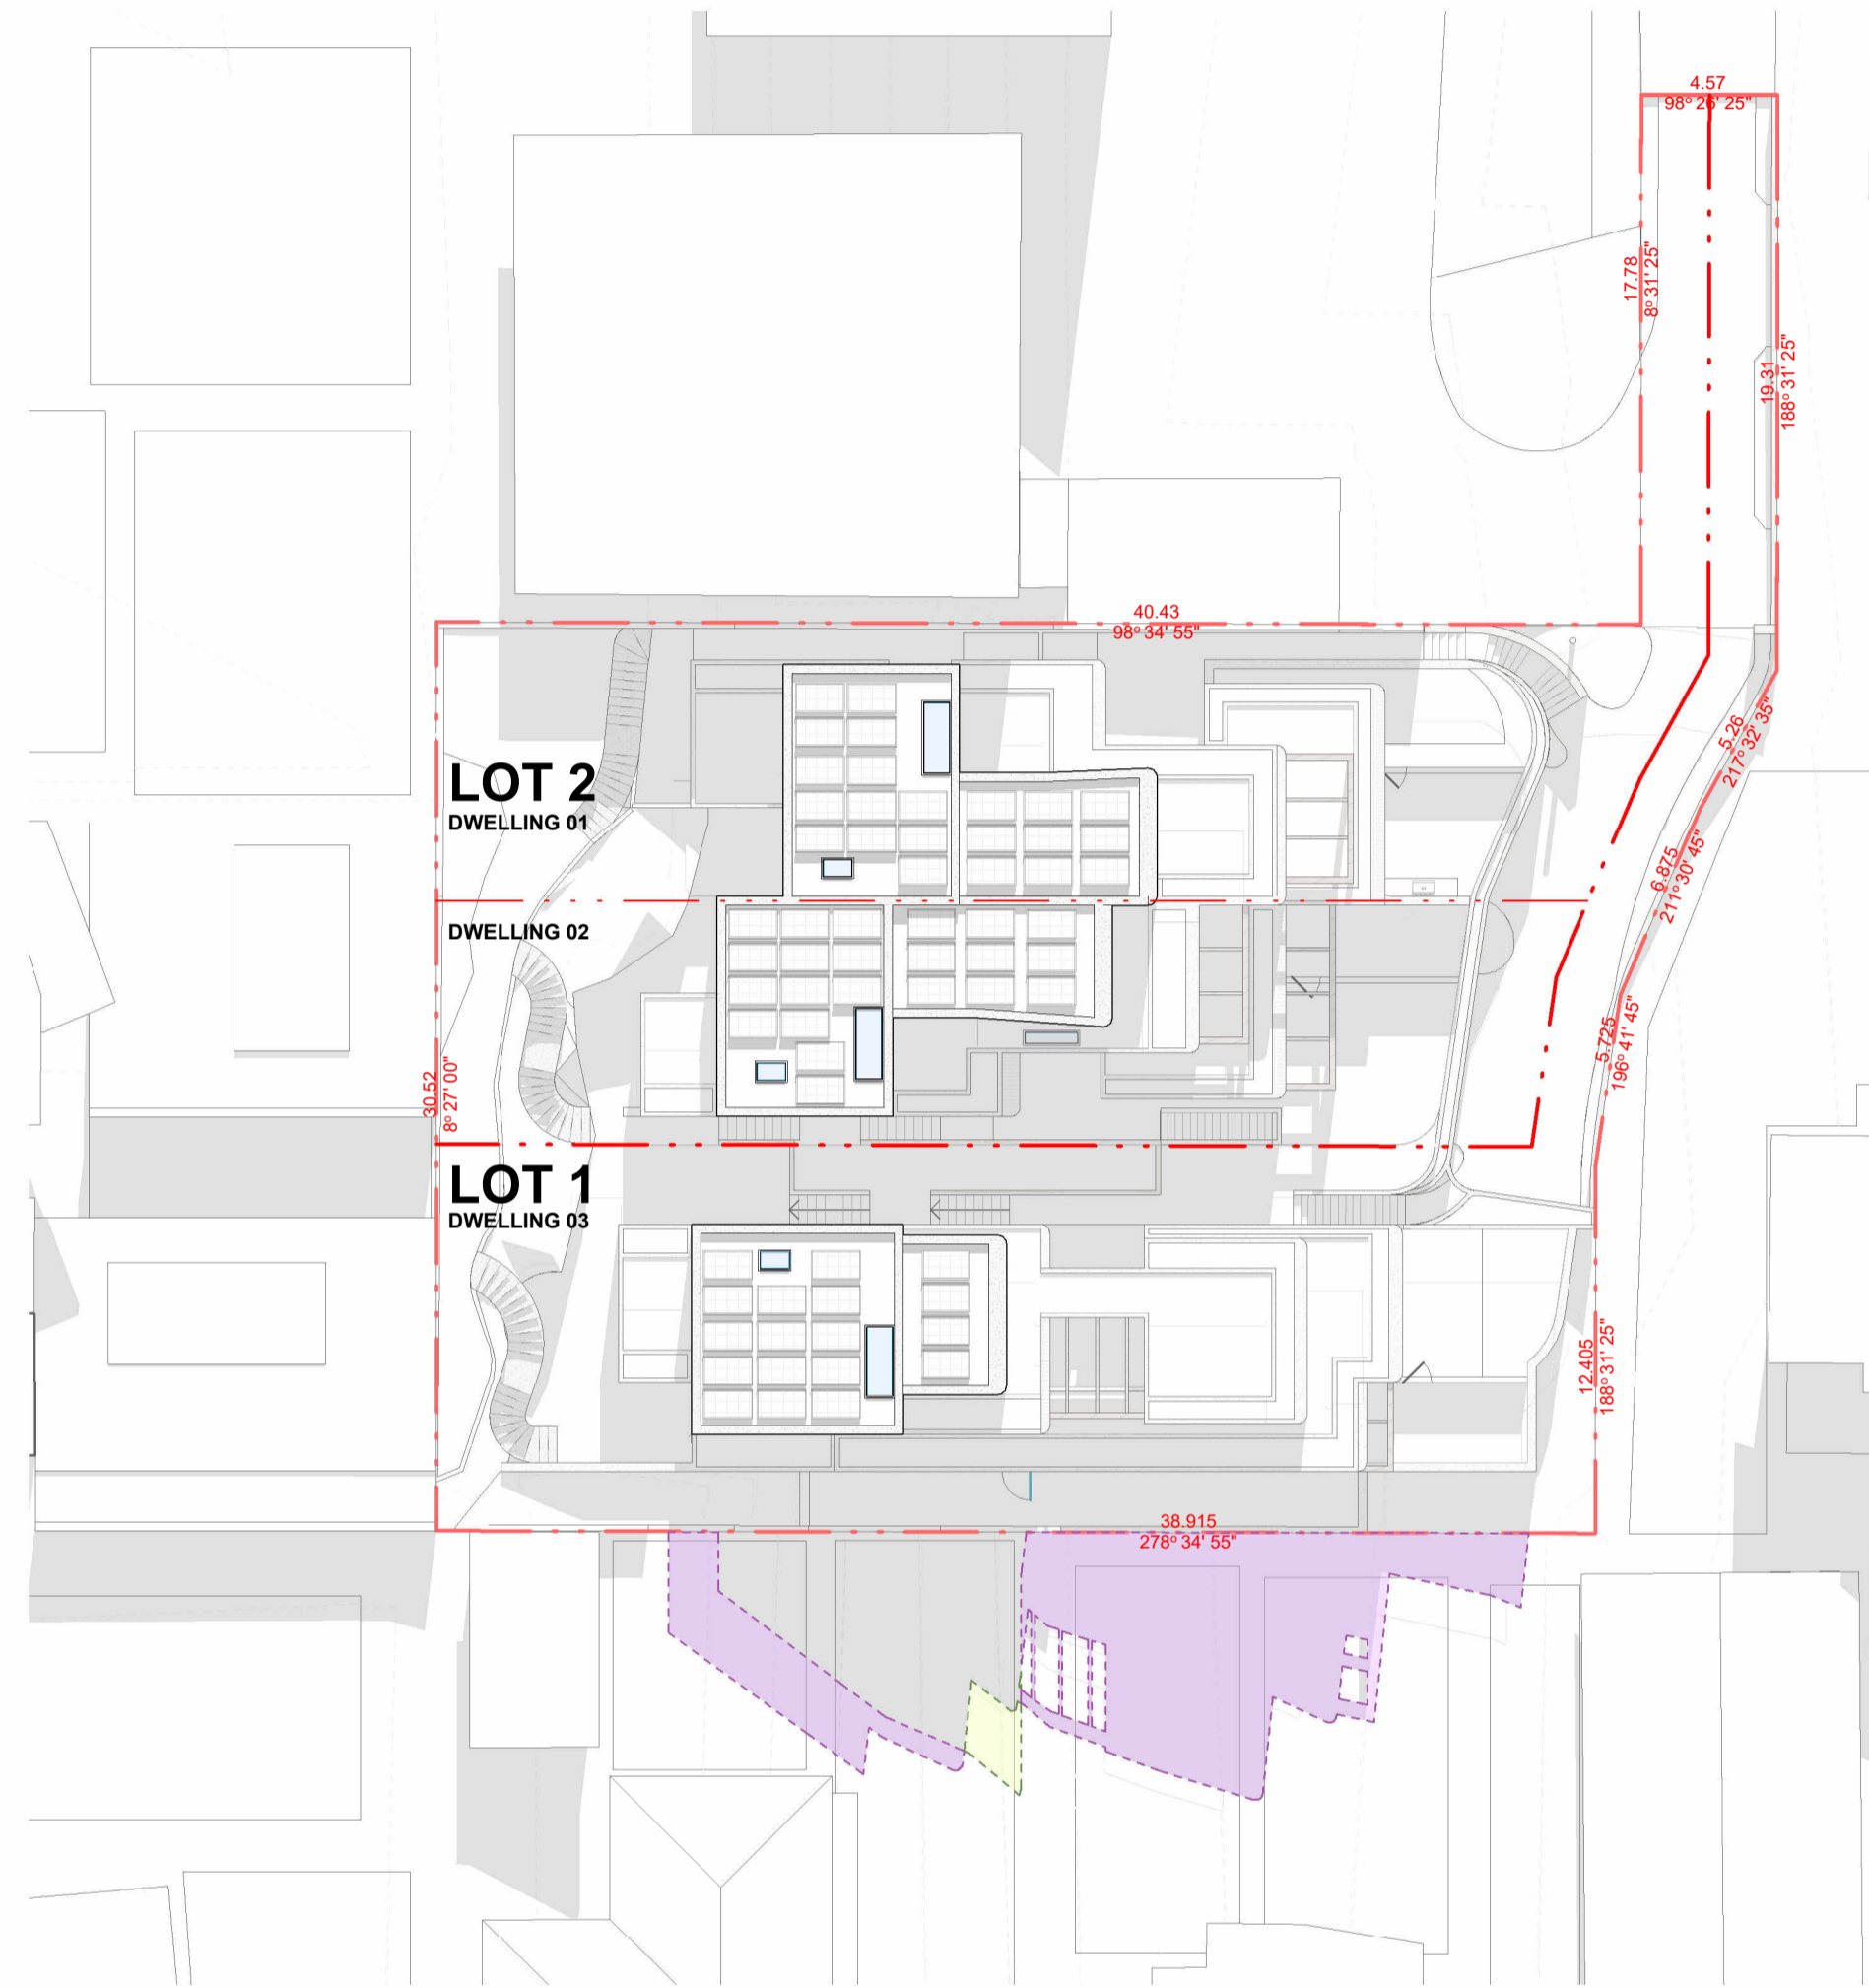 4.57
98° 26' 25"
17.78
8° 31' 25"
19.31
188° 31' 25"
40.43
98° 34' 55"
5.26
217° 32' 35"
LOT 2
DWELLING 01
6.875
211° 30' 45"
DWELLING 02
5.725
196° 41' 45"
30.52
8° 27' 00"
LOT 1
DWELLING 03
12.405
188° 31' 25"
38.915
278° 34' 55"